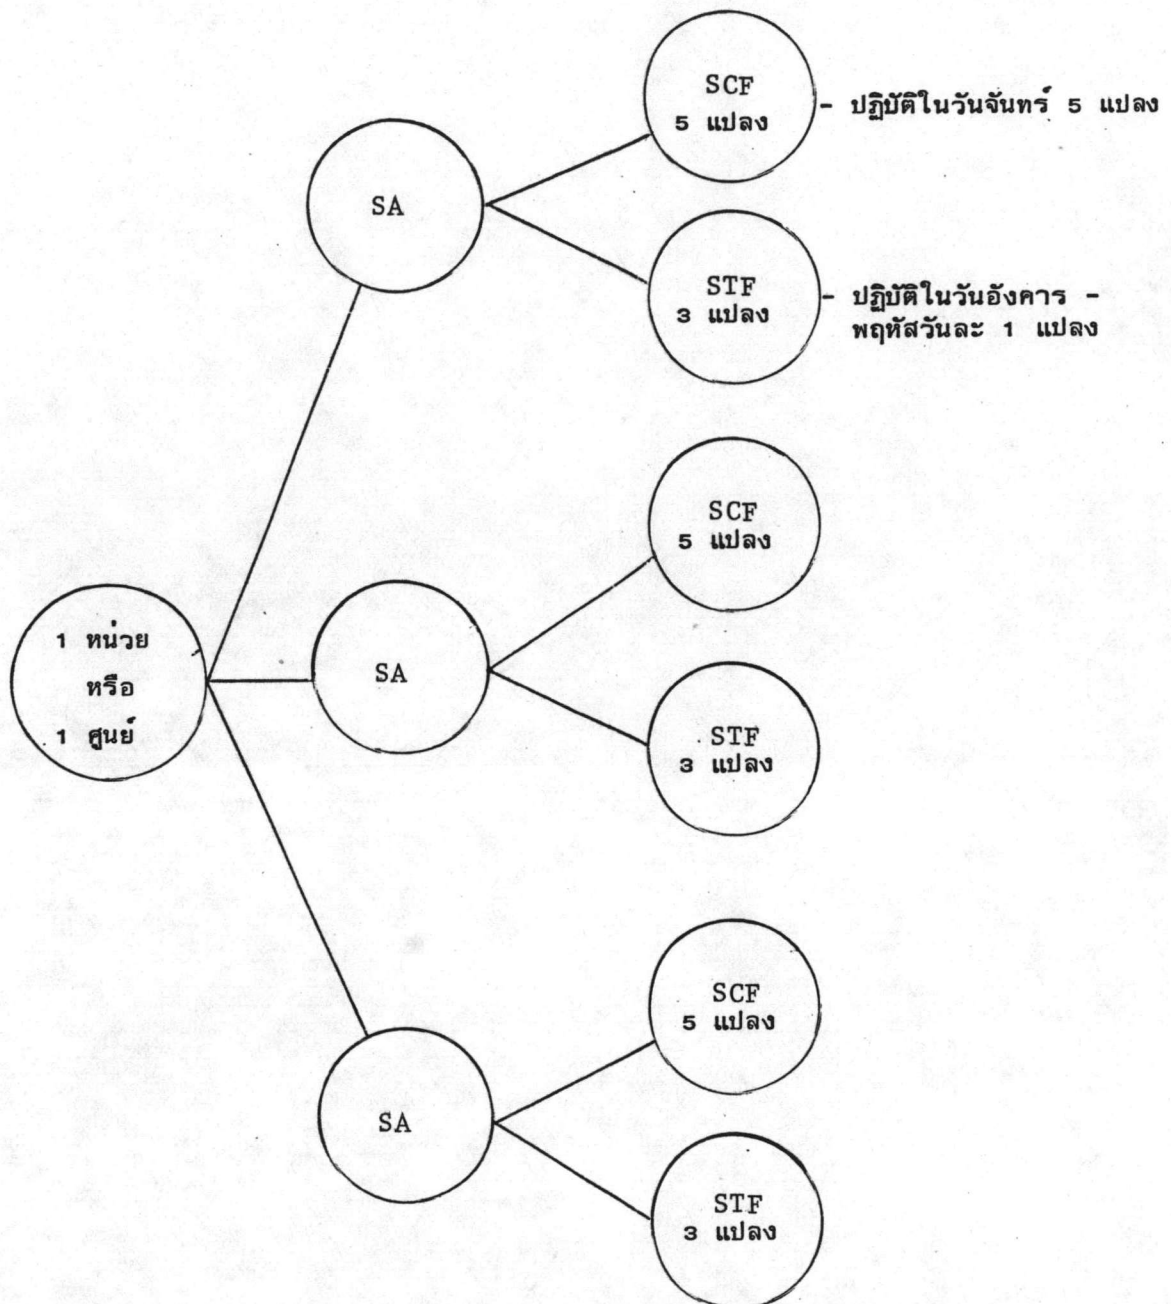 SCF
5 แปลง
- ปฏิบัติในวันจันทร์ 5 แปลง
SA
STF
3 แปลง
- ปฏิบัติในวันอังคาร -
พฤหัสวันละ 1 แปลง
SCF
5 แปลง
1 หน่วย
หรือ
1 ศูนย์
SA
STF
3 แปลง
SCF
5 แปลง
SA
STF
3 แปลง